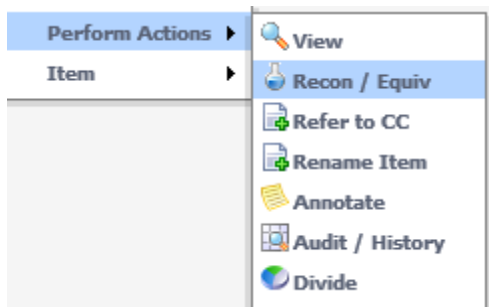 Perform Actions
Item
View
Recon / Equiv
Refer to CC
Rename Item
Annotate
Audit / History
Divide